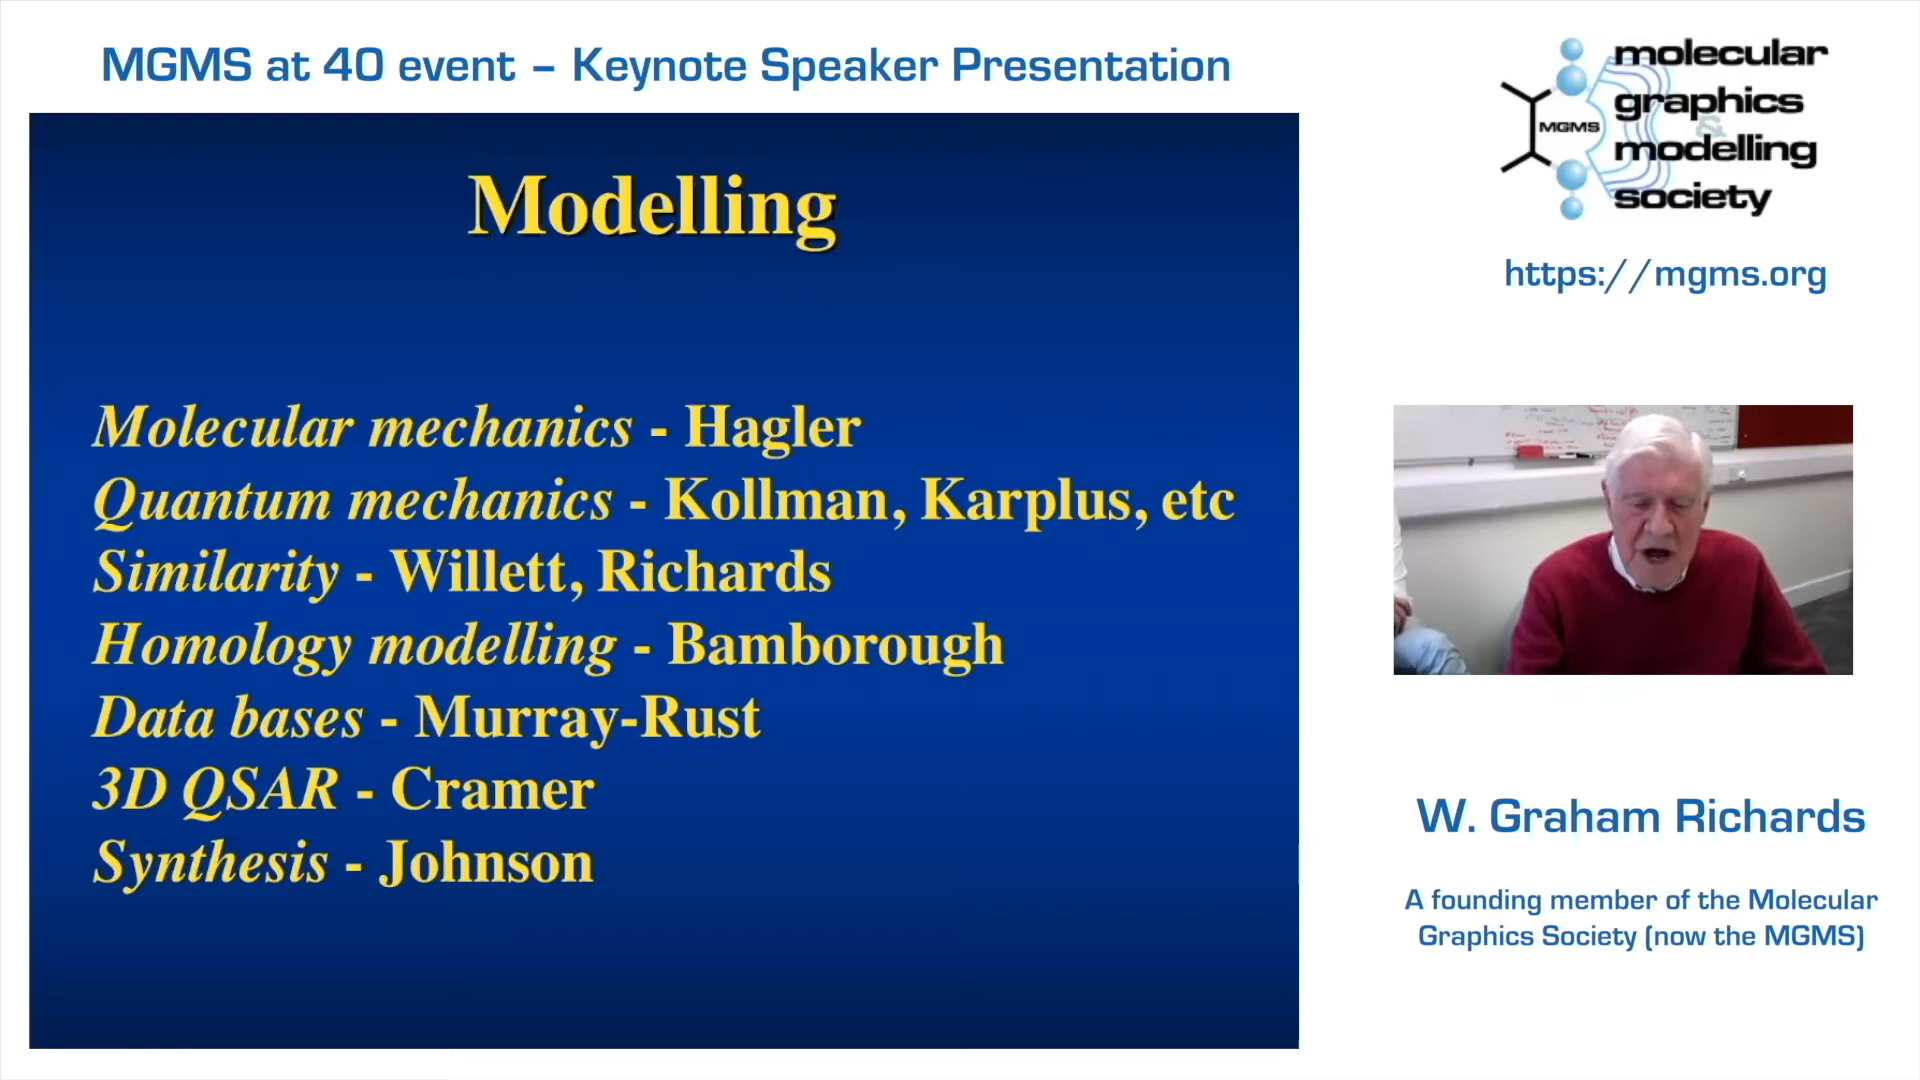 MGMS at 40 event – Keynote Speaker Presentation
Modelling
Molecular mechanics - Hagler
Quantum mechanics - Kollman, Karplus, etc
Similarity - Willett, Richards
Homology modelling - Bamborough
Data bases - Murray-Rust
3D QSAR - Cramer
Synthesis - Johnson
MGMS
molecular
graphics
&
modelling
society
https://mgms.org
W. Graham Richards
A founding member of the Molecular
Graphics Society (now the MGMS)